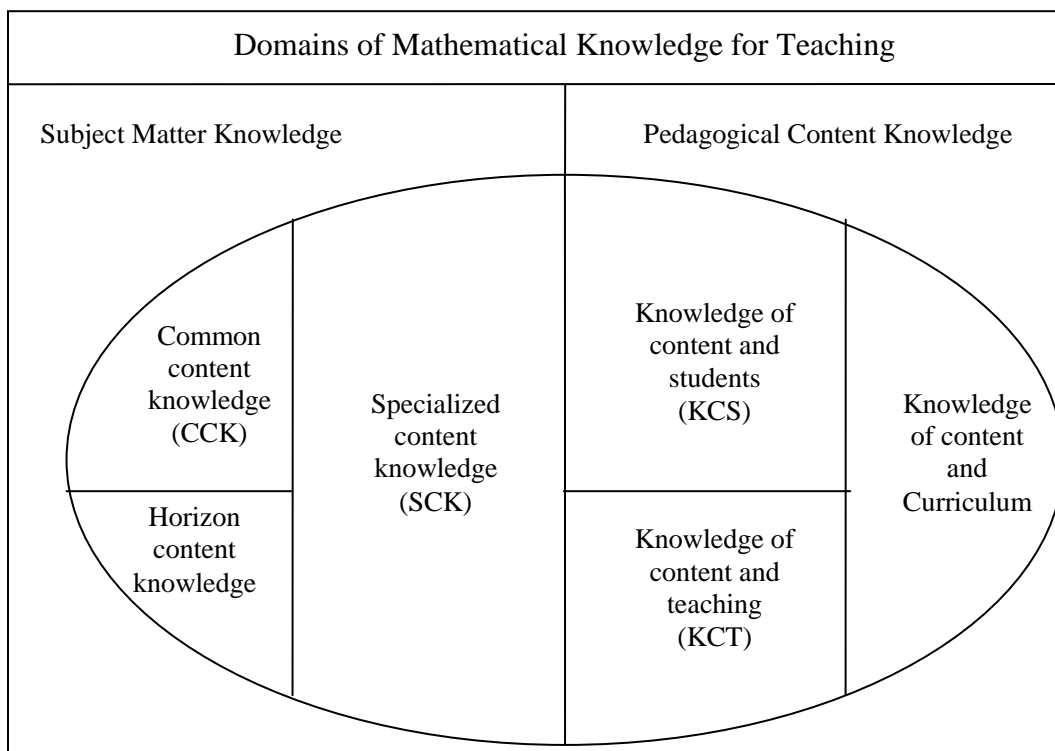 Domains of Mathematical Knowledge for Teaching
Subject Matter Knowledge
Pedagogical Content Knowledge
Common
content
knowledge
(CCK)
Horizon
content
knowledge
Specialized
content
knowledge
(SCK)
Knowledge of
content and
students
(KCS)
Knowledge of
content and
teaching
(KCT)
Knowledge
of content
and
Curriculum